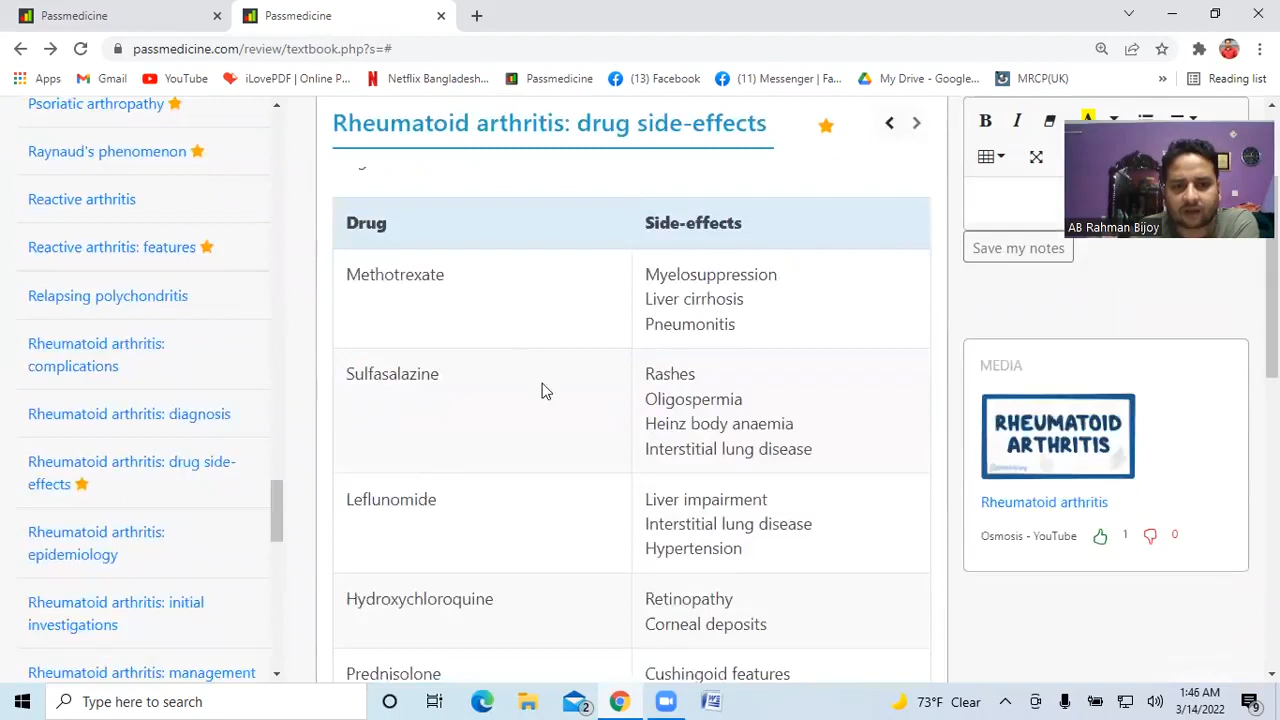 Passmedicine
Passmedicine
passmedicine.com/review/textbook.php?s=#
Apps
Gmail
YouTube
iLovePDF | Online P...
Netflix Bangladesh...
Passmedicine
(13) Facebook
(11) Messenger | Fa...
My Drive - Google...
MRCP(UK)
»
Reading list
Psoriatic arthropathy
Raynaud's phenomenon
Reactive arthritis
Reactive arthritis: features
Relapsing polychondritis
Rheumatoid arthritis:
complications
Rheumatoid arthritis: diagnosis
Rheumatoid arthritis: drug side-
effects
Rheumatoid arthritis:
epidemiology
Rheumatoid arthritis: initial
investigations
Rheumatoid arthritis: management
Rheumatoid arthritis: drug side-effects
Drug Side-effects
Methotrexate Myelosuppression
Liver cirrhosis
Pneumonitis
Sulfasalazine Rashes
Oligospermia
Heinz body anaemia
Interstitial lung disease
Leflunomide Liver impairment
Interstitial lung disease
Hypertension
Hydroxychloroquine Retinopathy
Corneal deposits
Prednisolone Cushingoid features
B I A
AB Rahman Bijoy
Save my notes
MEDIA
RHEUMATOID
ARTHRITIS
Rheumatoid arthritis
Osmosis - YouTube 1 0
Type here to search
2
73°F Clear
1:46 AM
3/14/2022
9